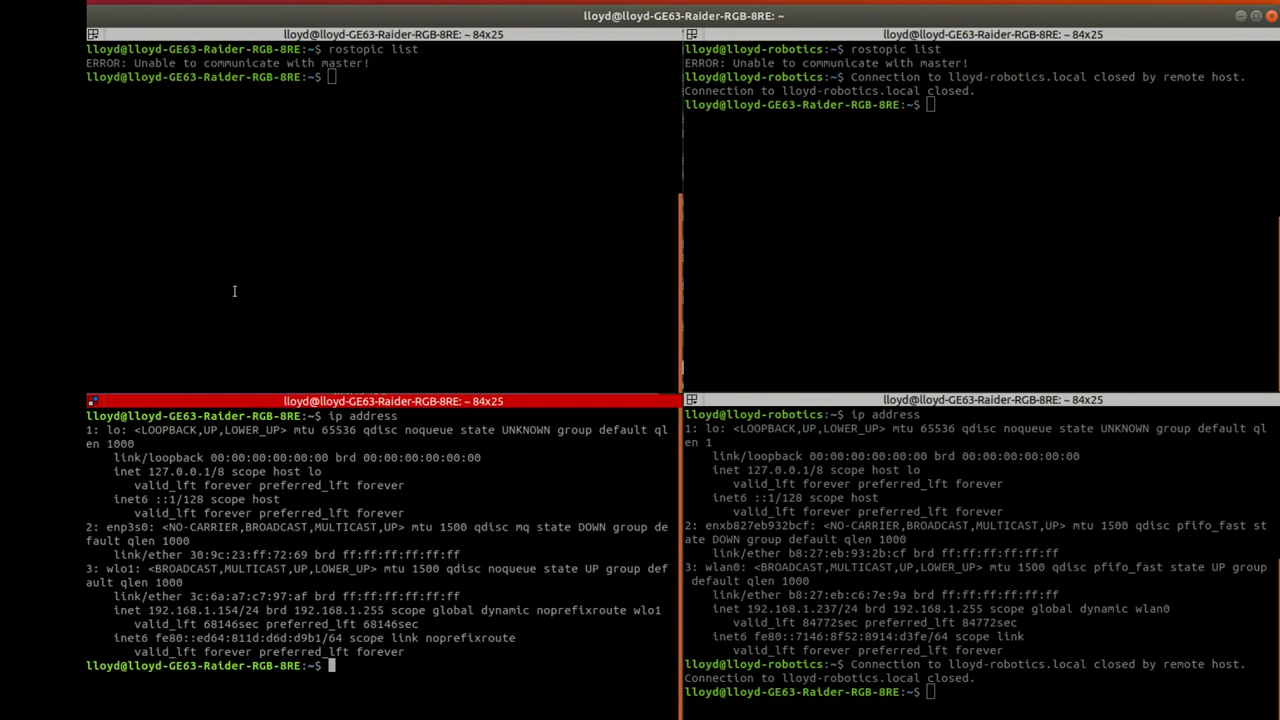 lloyd@lloyd-GE63-Raider-RGB-8RE: ~
lloyd@lloyd-GE63-Raider-RGB-8RE: ~ 84x25
lloyd@lloyd-GE63-Raider-RGB-8RE:~$ rostopic list
ERROR: Unable to communicate with master!
lloyd@lloyd-GE63-Raider-RGB-8RE:~$
lloyd@lloyd-GE63-Raider-RGB-8RE: ~ 84x25
lloyd@lloyd-robotics:~$ rostopic list
ERROR: Unable to communicate with master!
lloyd@lloyd-robotics:~$ Connection to lloyd-robotics.local closed by remote host.
Connection to lloyd-robotics.local closed.
lloyd@lloyd-GE63-Raider-RGB-8RE:~$
lloyd@lloyd-GE63-Raider-RGB-8RE: ~ 84x25
lloyd@lloyd-GE63-Raider-RGB-8RE:~$ ip address
1: lo: <LOOPBACK,UP,LOWER_UP> mtu 65536 qdisc noqueue state UNKNOWN group default ql
en 1000
link/loopback 00:00:00:00:00:00 brd 00:00:00:00:00:00
inet 127.0.0.1/8 scope host lo
valid_lft forever preferred_lft forever
inet6 ::1/128 scope host
valid_lft forever preferred_lft forever
2: enp3s0: <NO-CARRIER,BROADCAST,MULTICAST,UP> mtu 1500 qdisc mq state DOWN group de
fault qlen 1000
link/ether 30:9c:23:ff:72:69 brd ff:ff:ff:ff:ff:ff
3: wlo1: <BROADCAST,MULTICAST,UP,LOWER_UP> mtu 1500 qdisc noqueue state UP group def
ault qlen 1000
link/ether 3c:6a:a7:c7:97:af brd ff:ff:ff:ff:ff:ff
inet 192.168.1.154/24 brd 192.168.1.255 scope global dynamic noprefixroute wlo1
valid_lft 68146sec preferred_lft 68146sec
inet6 fe80::ed64:811d:d6d:d9b1/64 scope link noprefixroute
valid_lft forever preferred_lft forever
lloyd@lloyd-GE63-Raider-RGB-8RE:~$
lloyd@lloyd-GE63-Raider-RGB-8RE: ~ 84x25
lloyd@lloyd-robotics:~$ ip address
1: lo: <LOOPBACK,UP,LOWER_UP> mtu 65536 qdisc noqueue state UNKNOWN group default ql
en 1
link/loopback 00:00:00:00:00:00 brd 00:00:00:00:00:00
inet 127.0.0.1/8 scope host lo
valid_lft forever preferred_lft forever
inet6 ::1/128 scope host
valid_lft forever preferred_lft forever
2: enxb827eb932bcf: <NO-CARRIER,BROADCAST,MULTICAST,UP> mtu 1500 qdisc pfifo_fast st
ate DOWN group default qlen 1000
link/ether b8:27:eb:93:2b:cf brd ff:ff:ff:ff:ff:ff
3: wlan0: <BROADCAST,MULTICAST,UP,LOWER_UP> mtu 1500 qdisc pfifo_fast state UP group
default qlen 1000
link/ether b8:27:eb:c6:7e:9a brd ff:ff:ff:ff:ff:ff
inet 192.168.1.237/24 brd 192.168.1.255 scope global dynamic wlan0
valid_lft 84772sec preferred_lft 84772sec
inet6 fe80::7146:8f52:8914:d3fe/64 scope link
valid_lft forever preferred_lft forever
lloyd@lloyd-robotics:~$ Connection to lloyd-robotics.local closed by remote host.
Connection to lloyd-robotics.local closed.
lloyd@lloyd-GE63-Raider-RGB-8RE:~$